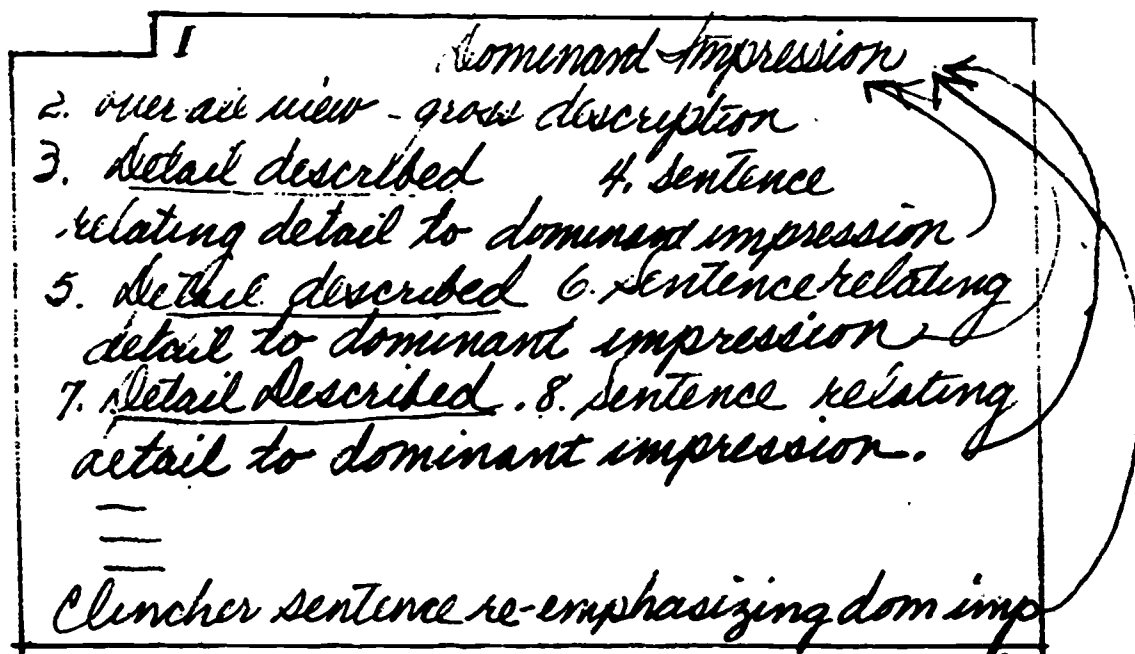 1 Dominant Impression
2. over all view - gross description
3. Detail described 4. Sentence
relating detail to dominant impression
5. Detail described 6. Sentence relating
detail to dominant impression
7. Detail Described. 8. Sentence relating
detail to dominant impression.
Clincher sentence re-emphasizing dom imp